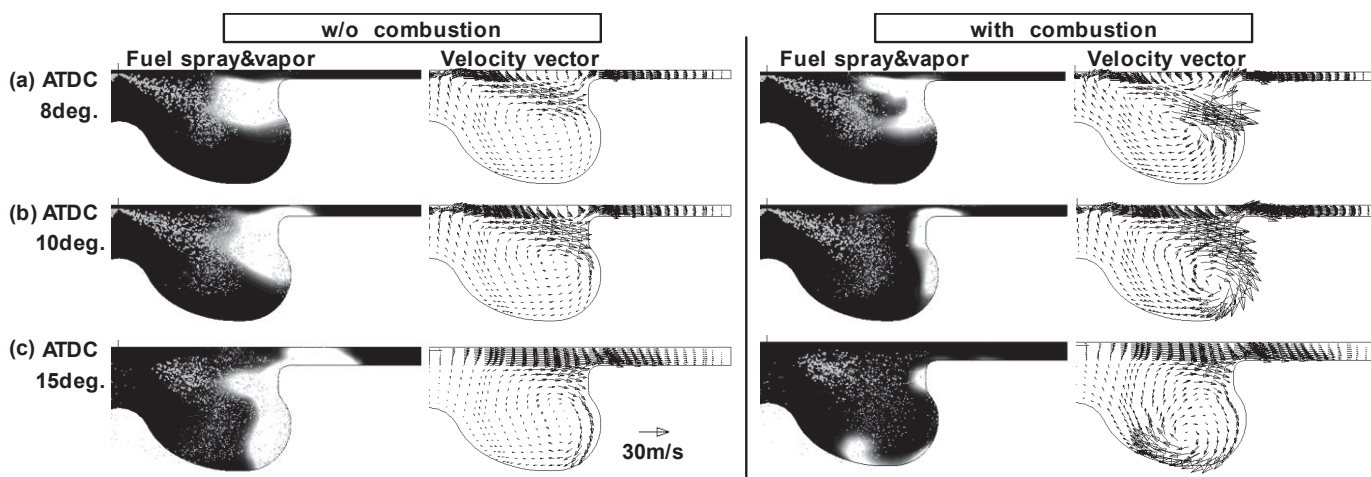 w/o combustion
with combustion
Fuel spray&vapor Velocity vector Fuel spray&vapor Velocity vector
(a) ATDC
8deg.
(b) ATDC
10deg.
(c) ATDC
15deg.
30m/s